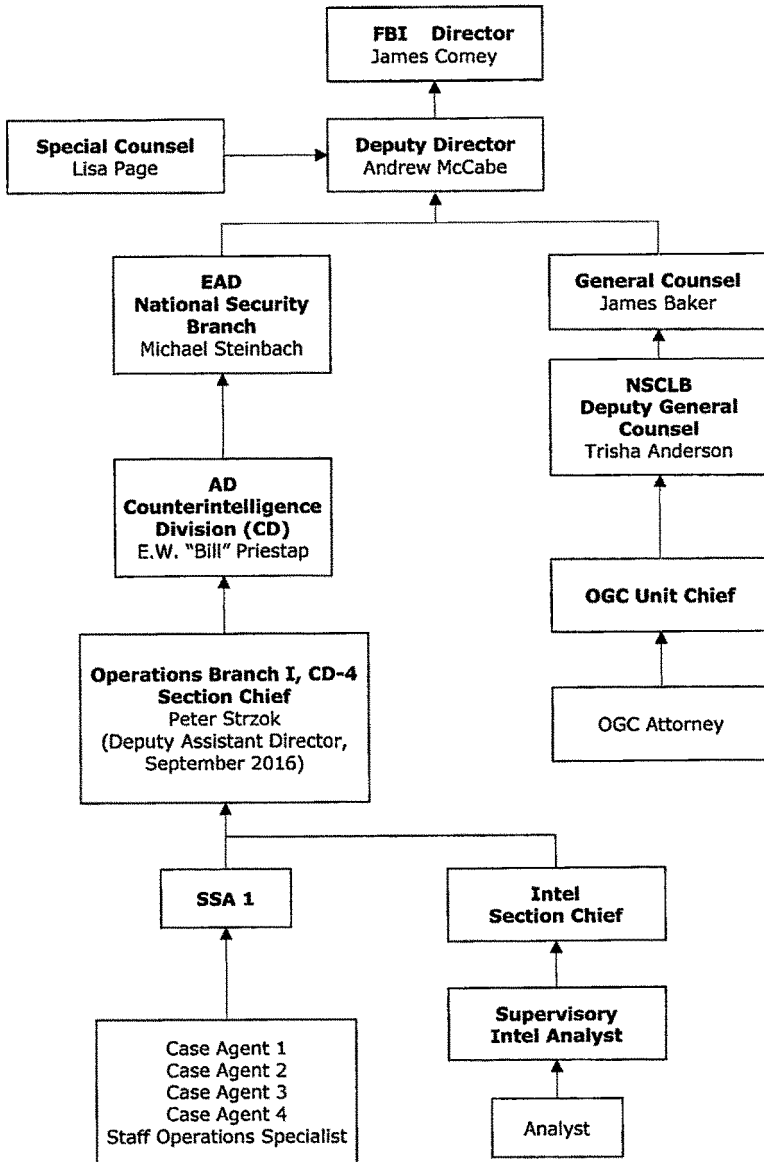 FBI Director
James Comey
Special Counsel
Lisa Page
Deputy Director
Andrew McCabe
EAD
National Security
Branch
Michael Steinbach
General Counsel
James Baker
NSCLB
Deputy General
Counsel
Trisha Anderson
AD
Counterintelligence
Division (CD)
E.W. "Bill" Priestap
OGC Unit Chief
Operations Branch I, CD-4
Section Chief
Peter Strzok
(Deputy Assistant Director,
September 2016)
OGC Attorney
SSA 1
Intel
Section Chief
Supervisory
Intel Analyst
Case Agent 1
Case Agent 2
Case Agent 3
Case Agent 4
Staff Operations Specialist
Analyst